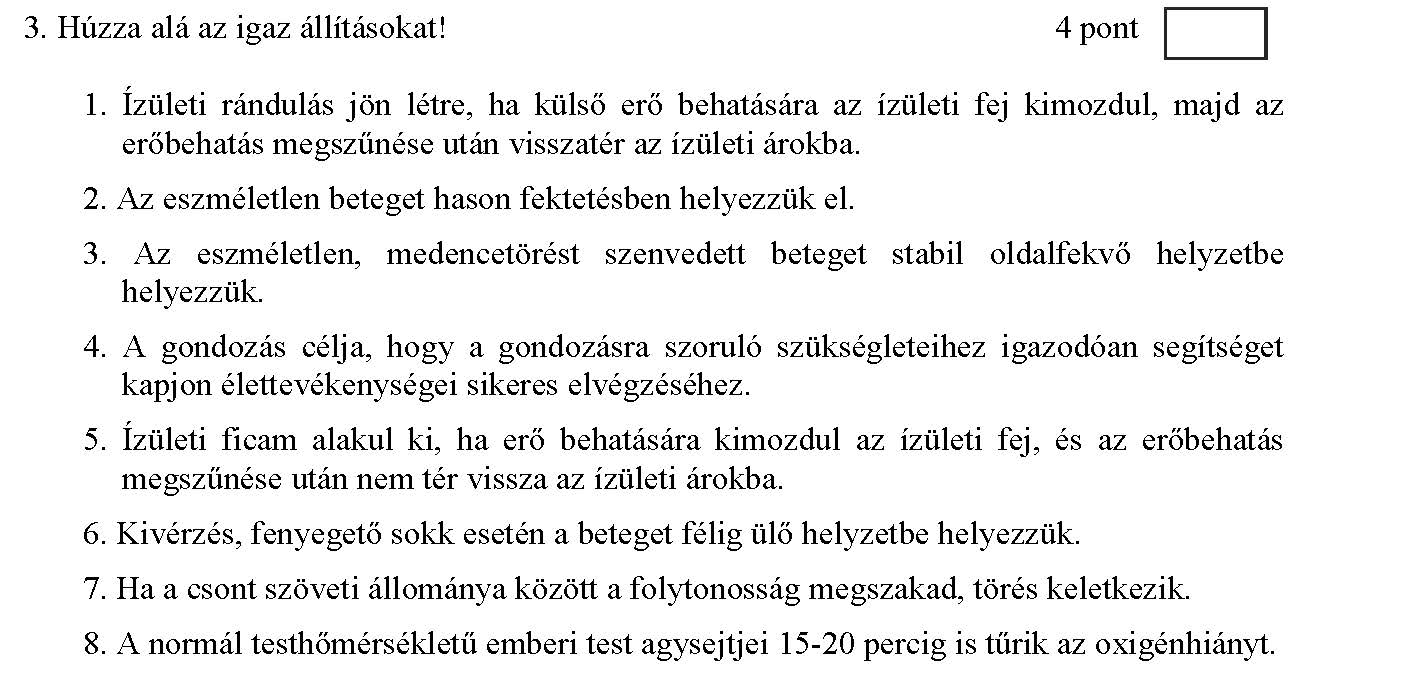 3. Húzza alá az igaz állításokat! 4 pont
1. Ízületi rándulás jön létre, ha külső erő behatására az ízületi fej kimozdul, majd az
erőbehatás megszűnése után visszatér az ízületi árokba.
2. Az eszméletlen beteget hason fektetésben helyezzük el.
3. Az eszméletlen, medencetörést szenvedett beteget stabil oldalfekvő helyzetbe
helyezzük.
4. A gondozás célja, hogy a gondozásra szoruló szükségleteihez igazodóan segítséget
kapjon élettevékenységei sikeres elvégzéséhez.
5. Ízületi ficam alakul ki, ha erő behatására kimozdul az ízületi fej, és az erőbehatás
megszűnése után nem tér vissza az ízületi árokba.
6. Kivérzés, fenyegető sokk esetén a beteget félig ülő helyzetbe helyezzük.
7. Ha a csont szöveti állománya között a folytonosság megszakad, törés keletkezik.
8. A normál testhőmérsékletű emberi test agysejtjei 15-20 percig is tűrik az oxigénhiányt.